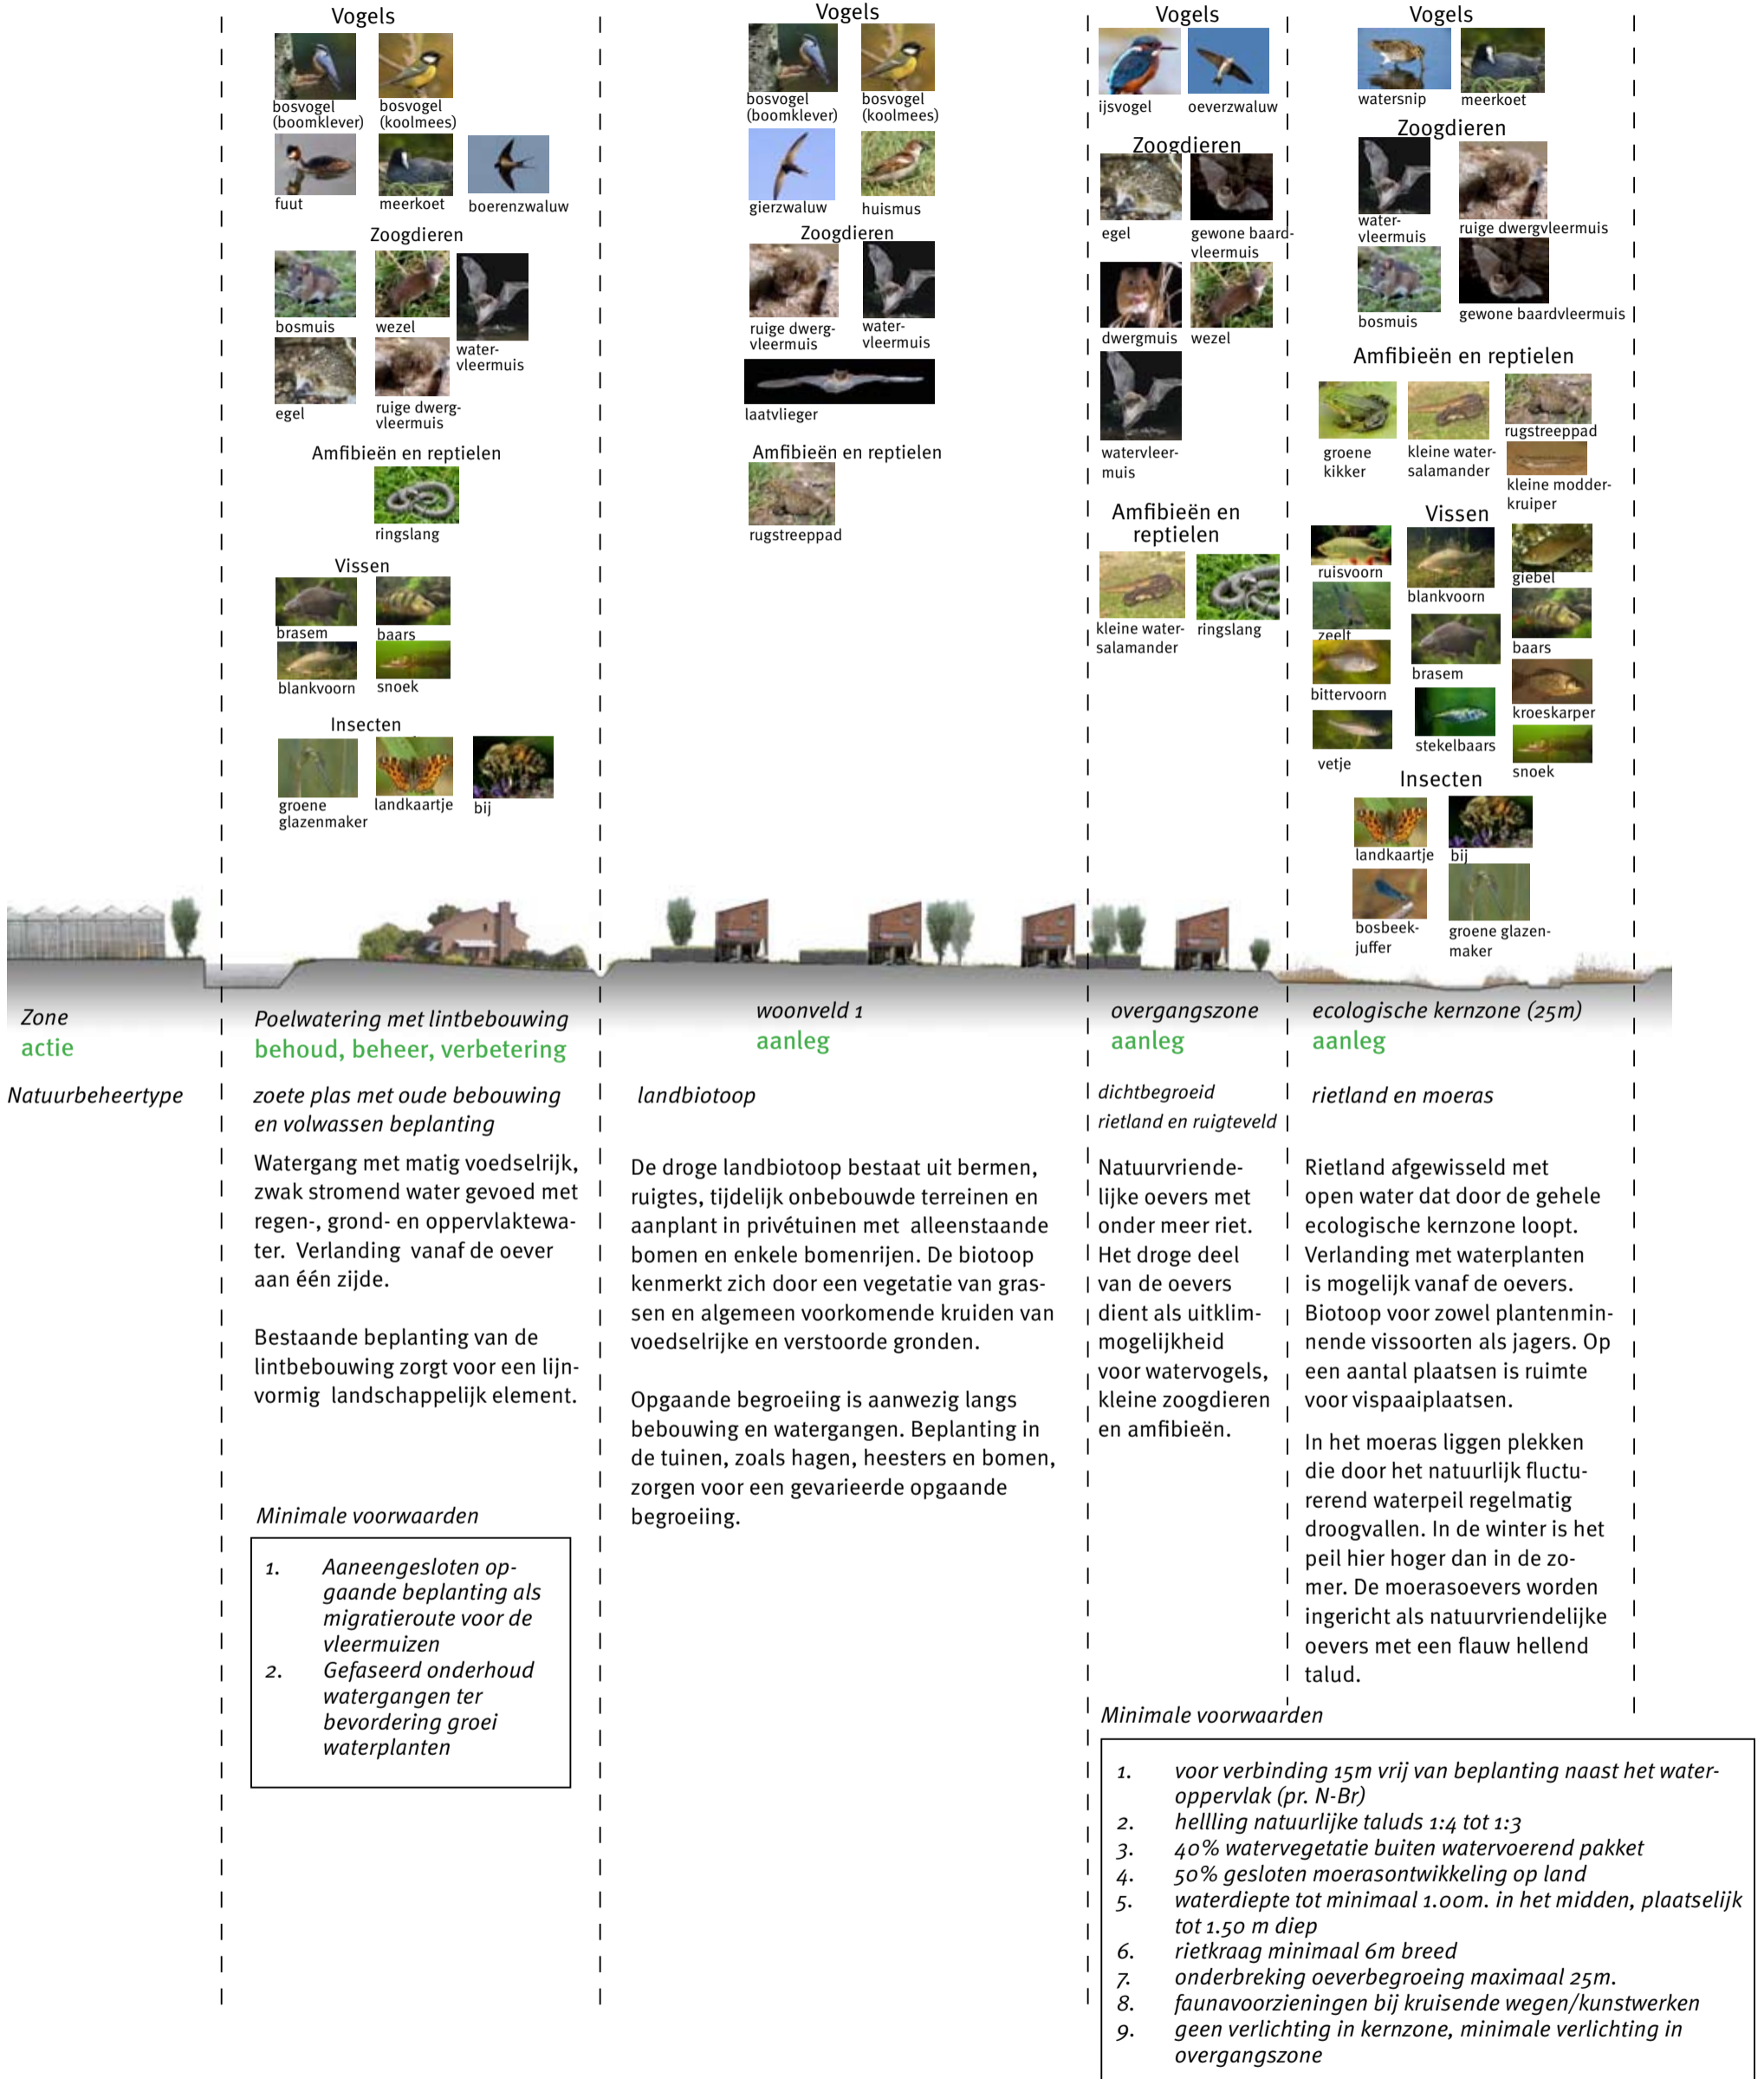 Vogels
bosvogel
(boomklever)
bosvogel
(koolmees)
fuut
meerkoet
boerenzwaluw
Zoogdieren
bosmuis
wezel
water-
vleermuis
egel
ruige dwerg-
vleermuis
Amfibieën en reptielen
ringslang
Vissen
brasem
baars
blankvoorn
snoek
Insecten
groene
glazenmaker
landkaartje
bij
Vogels
bosvogel
(boomklever)
bosvogel
(koolmees)
gierzwaluw
huismus
Zoogdieren
ruige dwerg-
vleermuis
water-
vleermuis
laatvlieger
Amfibieën en reptielen
rugstreeppad
Vogels
ijsvogel
oeverzwaluw
Zoogdieren
egel
gewone baard-
vleermuis
dwergmuis
wezel
watervleer-
muis
Amfibieën en
reptielen
kleine water-
salamander
ringslang
Vogels
watersnip
meerkoet
Zoogdieren
water-
vleermuis
ruige dwergvleermuis
bosmuis
gewone baardvleermuis
Amfibieën en reptielen
groene
kikker
kleine water-
salamander
rugstreeppad
kleine modder-
kruiper
Vissen
ruisvoorn
blankvoorn
giebel
zeelt
brasem
baars
bittervoorn
kroeskarper
stekelbaars
vetje
snoek
Insecten
landkaartje
bij
bosbeek-
juffer
groene glazen-
maker
Zone
actie
Natuurbeheertype
Poelwatering met lintbebouwing
behoud, beheer, verbetering
zoete plas met oude bebouwing
en volwassen beplanting
Watergang met matig voedselrijk,
zwak stromend water gevoed met
regen-, grond- en oppervlaktewa-
ter. Verlanding vanaf de oever
aan één zijde.
Bestaande beplanting van de
lintbebouwing zorgt voor een lijn-
vormig landschappelijk element.
Minimale voorwaarden
1. Aaneengesloten op-
gaande beplanting als
migratieroute voor de
vleermuizen
2. Gefaseerd onderhoud
watergangen ter
bevordering groei
waterplanten
woonveld 1
aanleg
landbiotoop
De droge landbiotoop bestaat uit bermen,
ruigtes, tijdelijk onbebouwde terreinen en
aanplant in privétuinen met alleenstaande
bomen en enkele bomenrijen. De biotoop
kenmerkt zich door een vegetatie van gras-
sen en algemeen voorkomende kruiden van
voedselrijke en verstoorde gronden.
Opgaande begroeiing is aanwezig langs
bebouwing en watergangen. Beplanting in
de tuinen, zoals hagen, heesters en bomen,
zorgen voor een gevarieerde opgaande
begroeiing.
overgangszone
aanleg
dichtbegroeid
rietland en ruigteveld
Natuurvriende-
lijke oevers met
onder meer riet.
Het droge deel
van de oevers
dient als uitklim-
mogelijkheid
voor watervogels,
kleine zoogdieren
en amfibieën.
ecologische kernzone (25m)
aanleg
rietland en moeras
Rietland afgewisseld met
open water dat door de gehele
ecologische kernzone loopt.
Verlanding met waterplanten
is mogelijk vanaf de oevers.
Biotoop voor zowel plantenmin-
nende vissoorten als jagers. Op
een aantal plaatsen is ruimte
voor vispaaiplaatsen.
In het moeras liggen plekken
die door het natuurlijk fluctu-
rerend waterpeil regelmatig
droogvallen. In de winter is het
peil hier hoger dan in de zo-
mer. De moerasoevers worden
ingericht als natuurvriendelijke
oevers met een flauw hellend
talud.
Minimale voorwaarden
1. voor verbinding 15m vrij van beplanting naast het water-
oppervlak (pr. N-Br)
2. hellling natuurlijke taluds 1:4 tot 1:3
3. 40% watervegetatie buiten watervoerend pakket
4. 50% gesloten moerasontwikkeling op land
5. waterdiepte tot minimaal 1.00m. in het midden, plaatselijk
tot 1.50 m diep
6. rietkraag minimaal 6m breed
7. onderbreking oeverbegroeing maximaal 25m.
8. faunavoorzieningen bij kruisende wegen/kunstwerken
9. geen verlichting in kernzone, minimale verlichting in
overgangszone